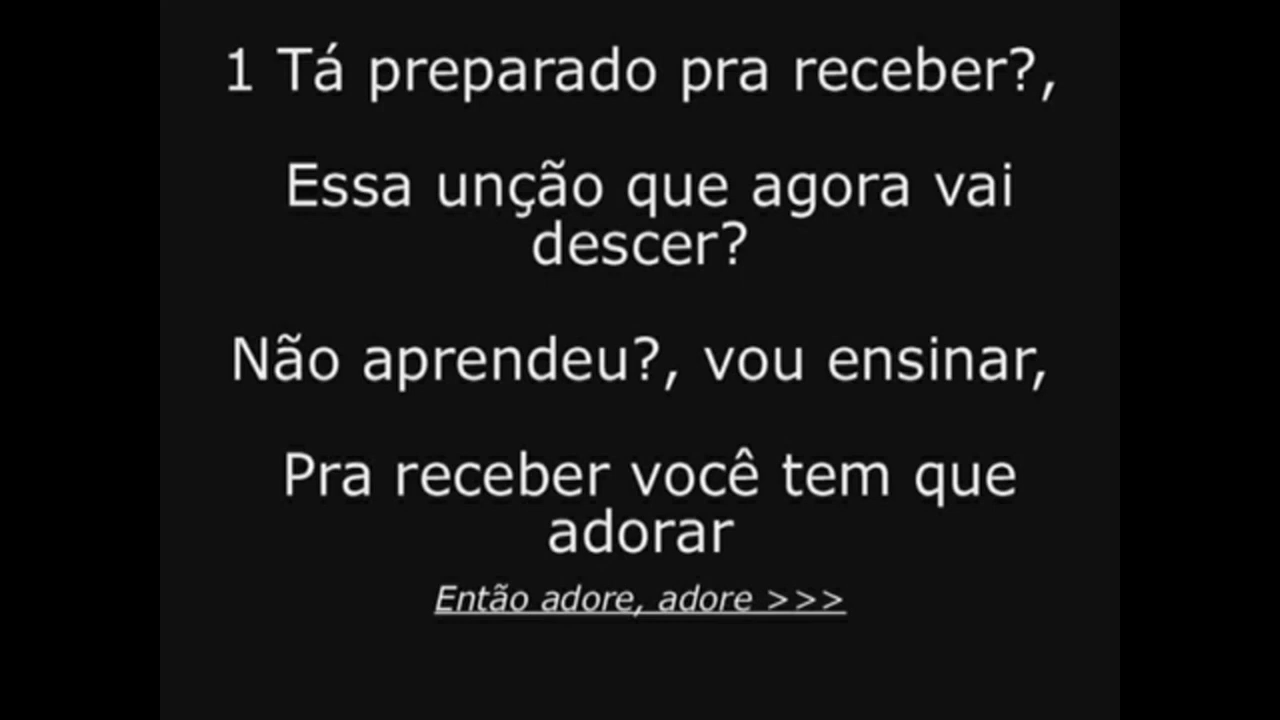 1 Tá preparado pra receber?,
Essa unção que agora vai
descer?
Não aprendeu?, vou ensinar,
Pra receber você tem que
adorar
Então adore, adore >>>